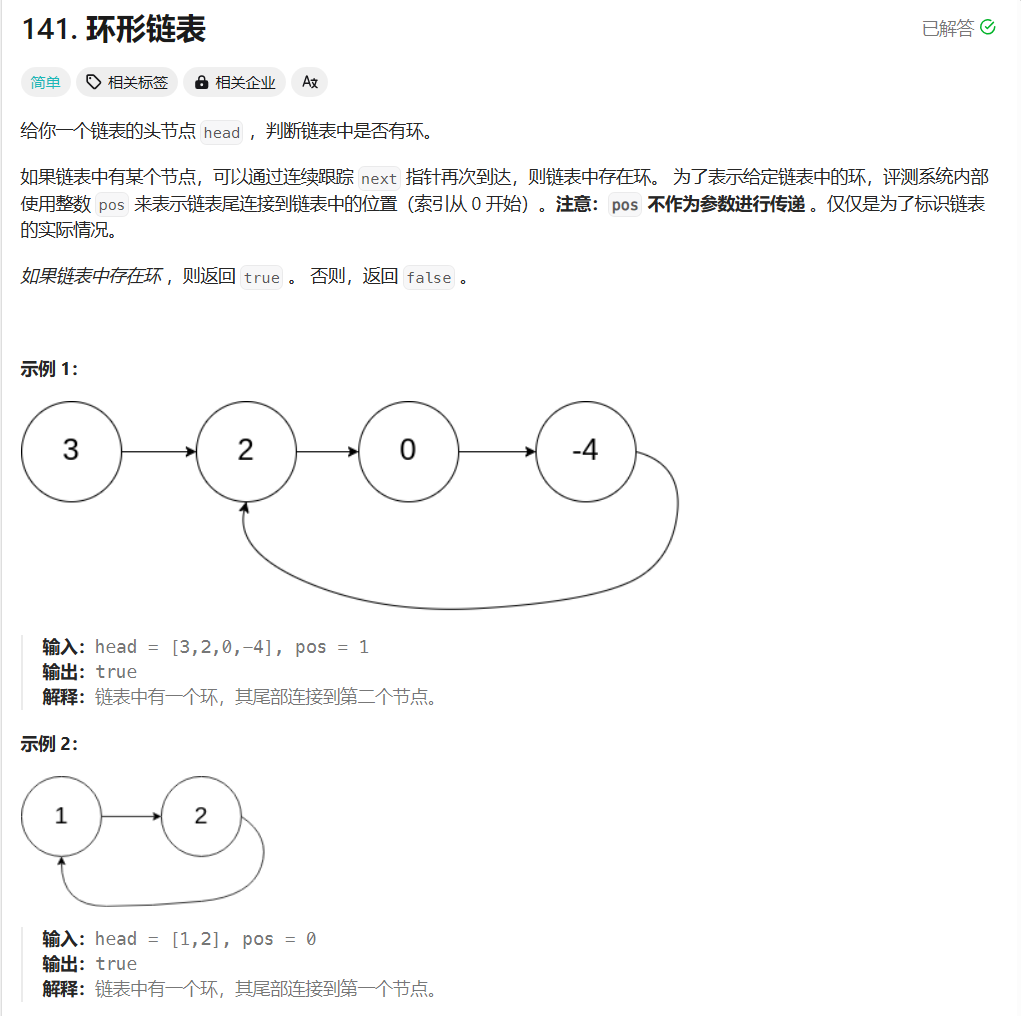 141. 环形链表
已解答
简单 相关标签 相关企业
给你一个链表的头节点 head ，判断链表中是否有环。
如果链表中有某个节点，可以通过连续跟踪 next 指针再次到达，则链表中存在环。 为了表示给定链表中的环，评测系统内部
使用整数 pos 来表示链表尾连接到链表中的位置（索引从 0 开始）。注意：pos 不作为参数进行传递 。仅仅是为了标识链表
的实际情况。
如果链表中存在环 ，则返回 true 。 否则，返回 false 。
示例 1：
3 2 0 -4
输入：head = [3,2,0,-4], pos = 1
输出：true
解释：链表中有一个环，其尾部连接到第二个节点。
示例 2：
1 2
输入：head = [1,2], pos = 0
输出：true
解释：链表中有一个环，其尾部连接到第一个节点。